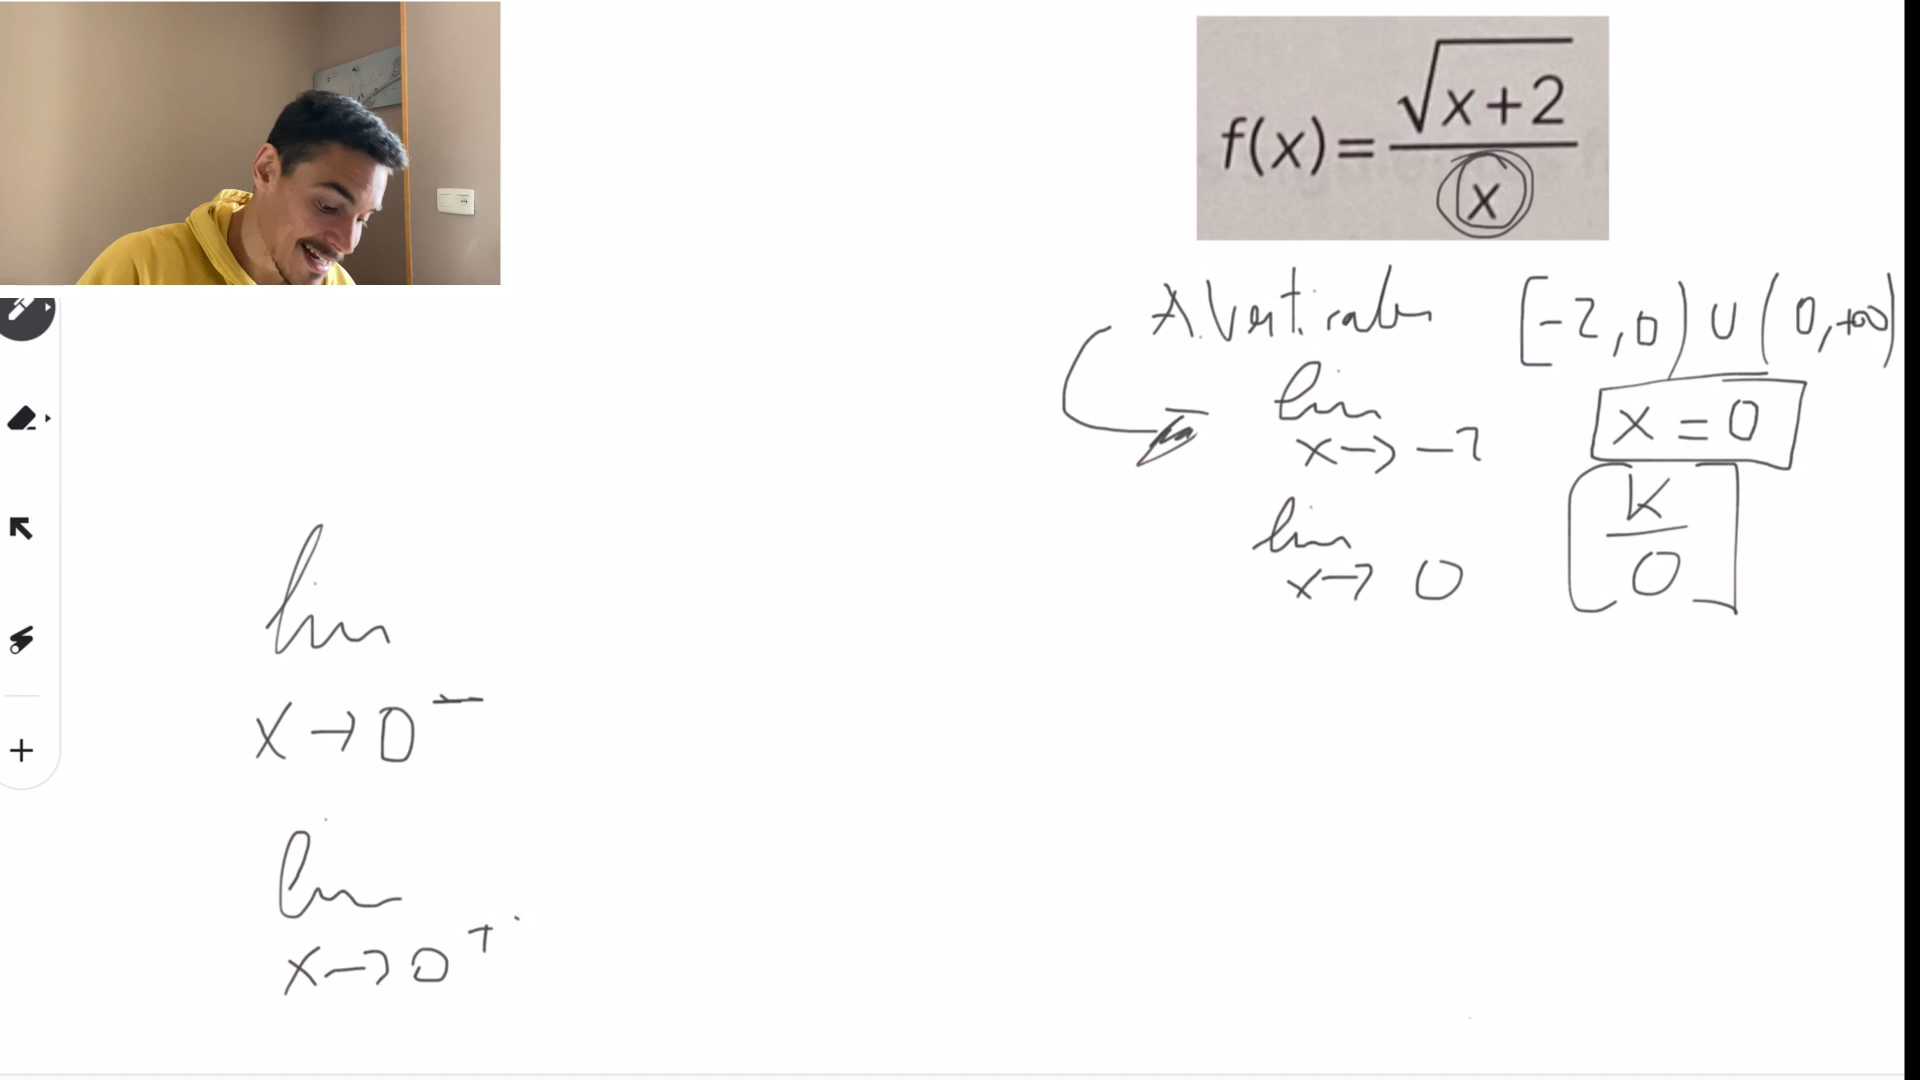 f(x) = √x+2 / x
A. Verticales [-2, 0) ∪ (0, +∞)
lim x→-2
x = 0
lim x→0 [K/0]
lim
x→0⁻
lim
x→0⁺